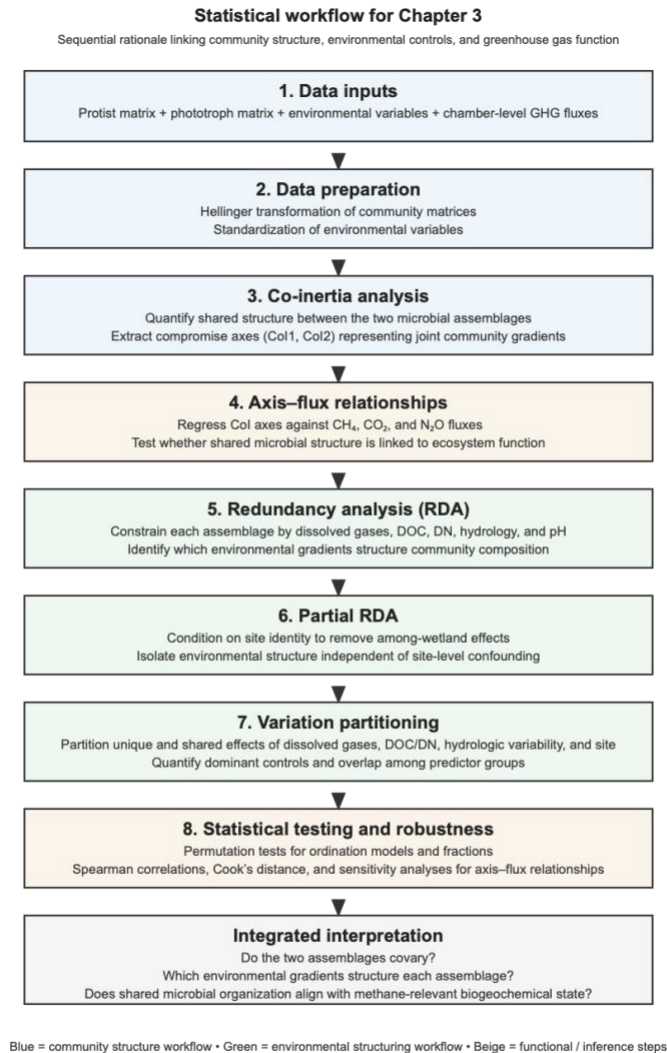 Statistical workflow for Chapter 3
Sequential rationale linking community structure, environmental controls, and greenhouse gas function
1. Data inputs
Protist matrix + phototroph matrix + environmental variables + chamber-level GHG fluxes
2. Data preparation
Hellinger transformation of community matrices
Standardization of environmental variables
3. Co-inertia analysis
Quantify shared structure between the two microbial assemblages
Extract compromise axes (CoI1, CoI2) representing joint community gradients
4. Axis–flux relationships
Regress CoI axes against CH₄, CO₂, and N₂O fluxes
Test whether shared microbial structure is linked to ecosystem function
5. Redundancy analysis (RDA)
Constrain each assemblage by dissolved gases, DOC, DN, hydrology, and pH
Identify which environmental gradients structure community composition
6. Partial RDA
Condition on site identity to remove among-wetland effects
Isolate environmental structure independent of site-level confounding
7. Variation partitioning
Partition unique and shared effects of dissolved gases, DOC/DN, hydrologic variability, and site
Quantify dominant controls and overlap among predictor groups
8. Statistical testing and robustness
Permutation tests for ordination models and fractions
Spearman correlations, Cook's distance, and sensitivity analyses for axis–flux relationships
Integrated interpretation
Do the two assemblages covary?
Which environmental gradients structure each assemblage?
Does shared microbial organization align with methane-relevant biogeochemical state?
Blue = community structure workflow • Green = environmental structuring workflow • Beige = functional / inference steps